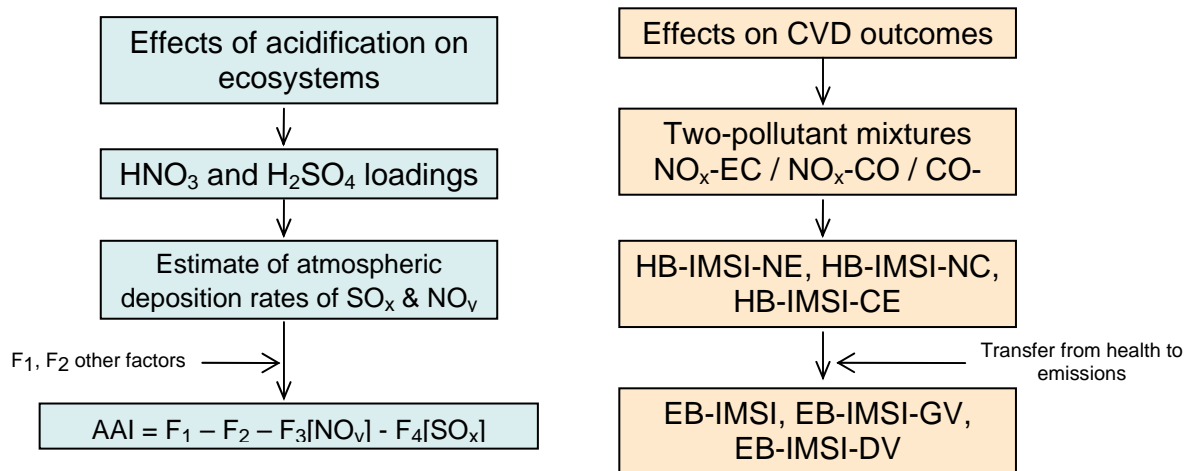 Effects of acidification on
ecosystems
HNO₃ and H₂SO₄ loadings
Estimate of atmospheric
deposition rates of SOₓ & NOᵧ
F₁, F₂ other factors
AAI = F₁ – F₂ – F₃[NOᵧ] - F₄[SOₓ]
Effects on CVD outcomes
Two-pollutant mixtures
NOₓ-EC / NOₓ-CO / CO-
HB-IMSI-NE, HB-IMSI-NC,
HB-IMSI-CE
Transfer from health to
emissions
EB-IMSI, EB-IMSI-GV,
EB-IMSI-DV